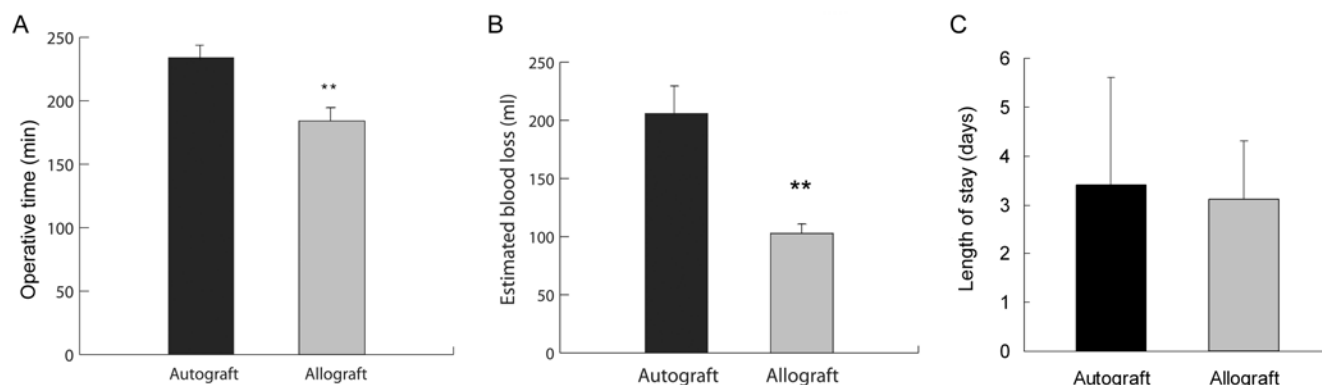 A
Operative time (min)
250
200
150
100
50
0
**
Autograft
Allograft
B
Estimated blood loss (ml)
250
200
150
100
50
0
**
Autograft
Allograft
C
Length of stay (days)
6
5
4
3
2
1
0
Autograft
Allograft